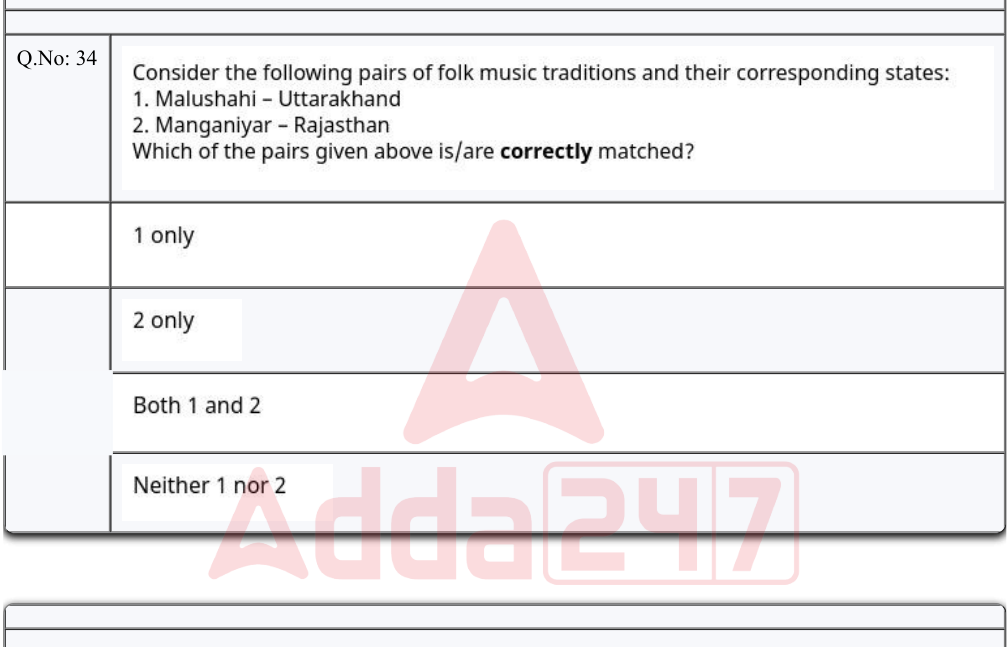 Q.No: 34
Consider the following pairs of folk music traditions and their corresponding states:
1. Malushahi – Uttarakhand
2. Manganiyar – Rajasthan
Which of the pairs given above is/are correctly matched?
1 only
2 only
Both 1 and 2
Neither 1 nor 2
Adda247